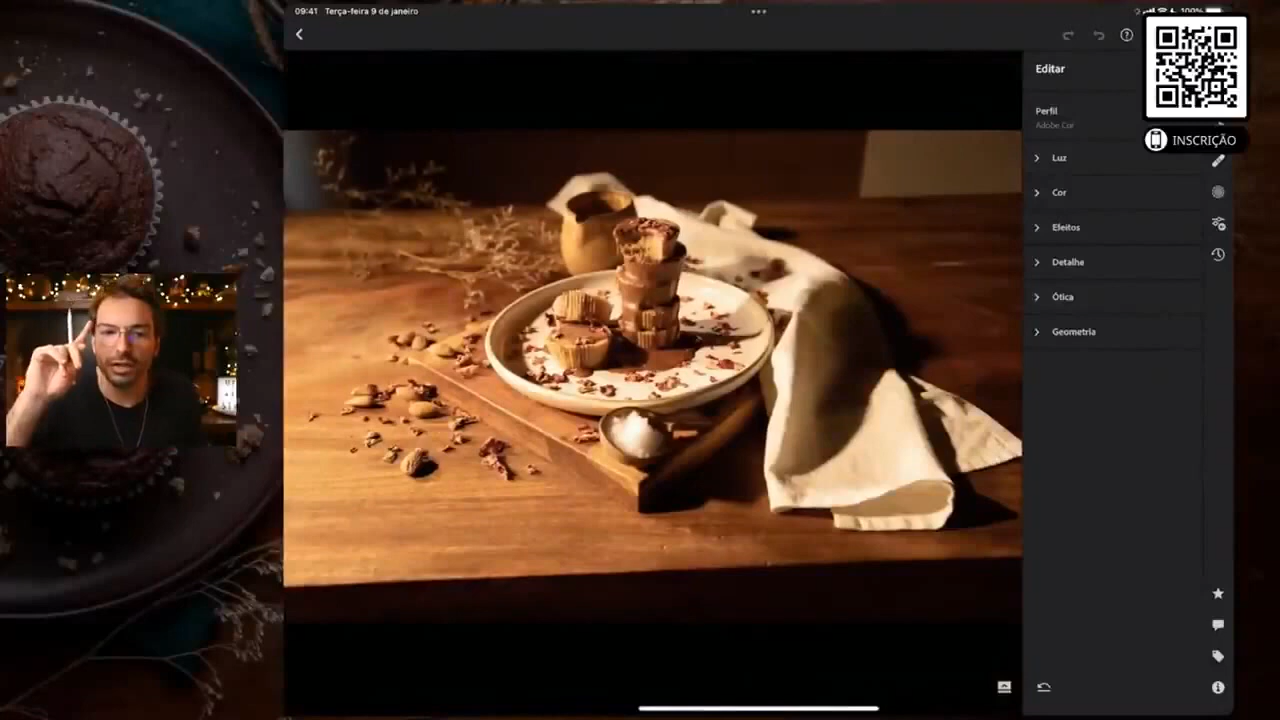 09:41 Terça-feira 9 de janeiro
100%
Editar
Perfil
Adobe Cor
INSCRIÇÃO
Luz
Cor
Efeitos
Detalhe
Ótica
Geometria